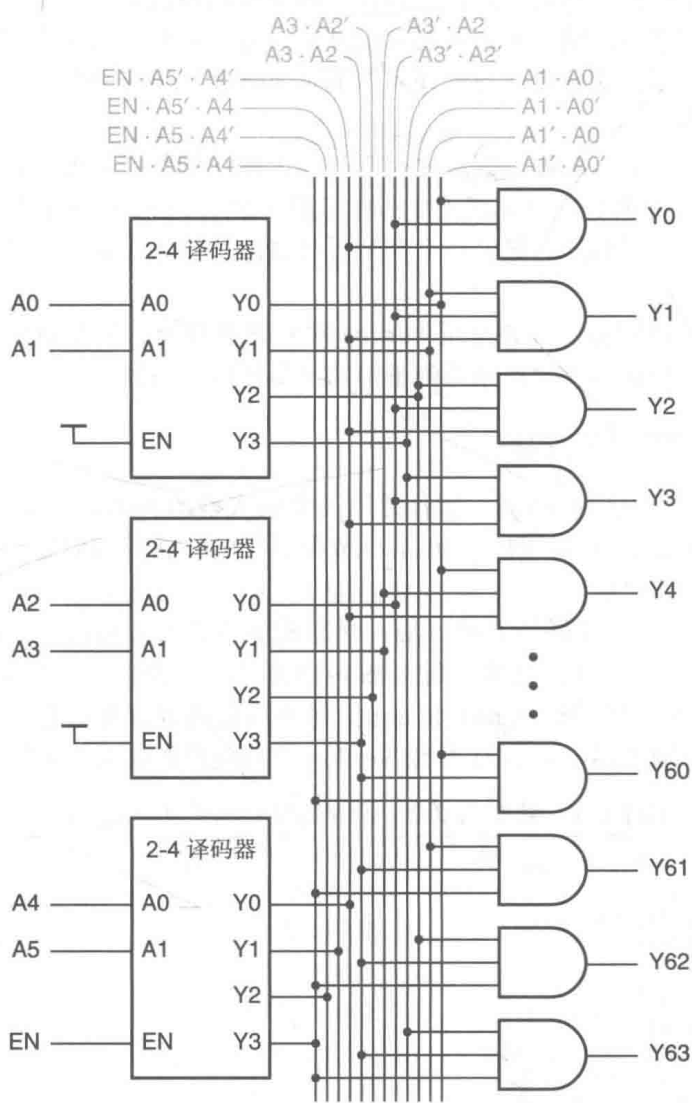 A3 · A2′ A3′ · A2
A3 · A2 A3′ · A2′
EN · A5′ · A4′ A1 · A0
EN · A5′ · A4 A1 · A0′
EN · A5 · A4′ A1′ · A0
EN · A5 · A4 A1′ · A0′
2-4 译码器
A0 A0 Y0
A1 A1 Y1
Y2
EN Y3
2-4 译码器
A2 A0 Y0
A3 A1 Y1
Y2
EN Y3
2-4 译码器
A4 A0 Y0
A5 A1 Y1
Y2
EN EN Y3
Y0
Y1
Y2
Y3
Y4
Y60
Y61
Y62
Y63